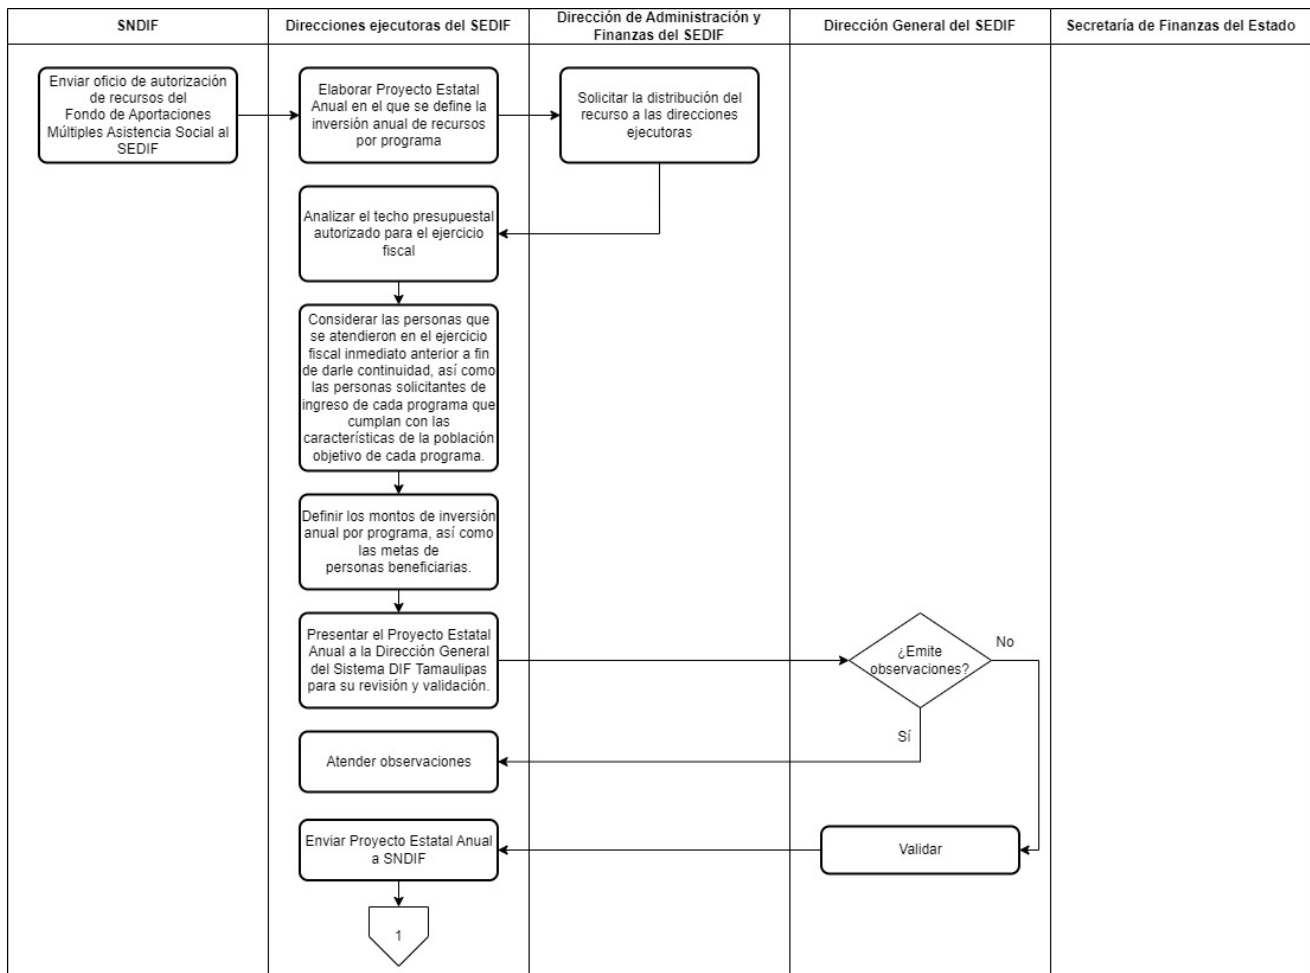 SNDIF
Direcciones ejecutoras del SEDIF
Dirección de Administración y
Finanzas del SEDIF
Dirección General del SEDIF
Secretaría de Finanzas del Estado
Enviar oficio de autorización
de recursos del
Fondo de Aportaciones
Múltiples Asistencia Social al
SEDIF
Elaborar Proyecto Estatal
Anual en el que se define la
inversión anual de recursos
por programa
Solicitar la distribución del
recurso a las direcciones
ejecutoras
Analizar el techo presupuestal
autorizado para el ejercicio
fiscal
Considerar las personas que
se atendieron en el ejercicio
fiscal inmediato anterior a fin
de darle continuidad, así como
las personas solicitantes de
ingreso de cada programa que
cumplan con las
características de la población
objetivo de cada programa.
Definir los montos de inversión
anual por programa, así como
las metas de
personas beneficiarias.
Presentar el Proyecto Estatal
Anual a la Dirección General
del Sistema DIF Tamaulipas
para su revisión y validación.
¿Emite
observaciones?
No
Sí
Atender observaciones
Enviar Proyecto Estatal Anual
a SNDIF
Validar
1